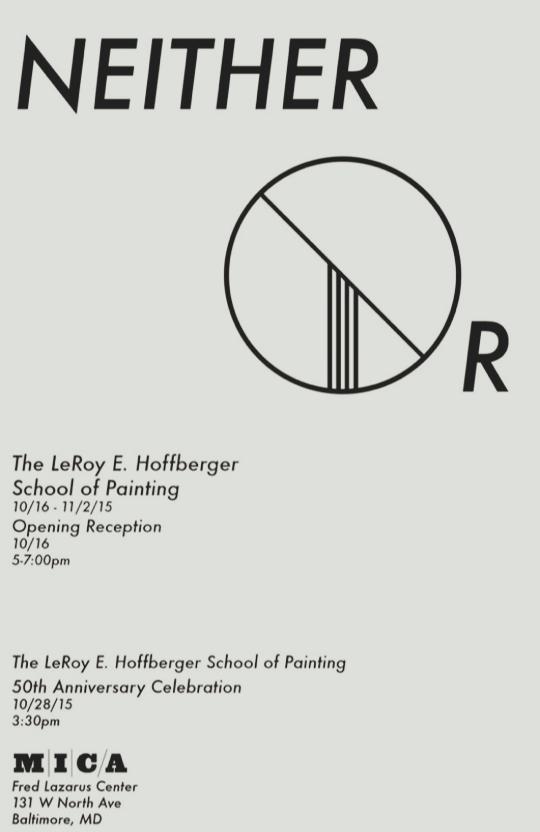 NEITHER
OR
The LeRoy E. Hoffberger
School of Painting
10/16 - 11/2/15
Opening Reception
10/16
5-7:00pm
The LeRoy E. Hoffberger School of Painting
50th Anniversary Celebration
10/28/15
3:30pm
MICA
Fred Lazarus Center
131 W North Ave
Baltimore, MD